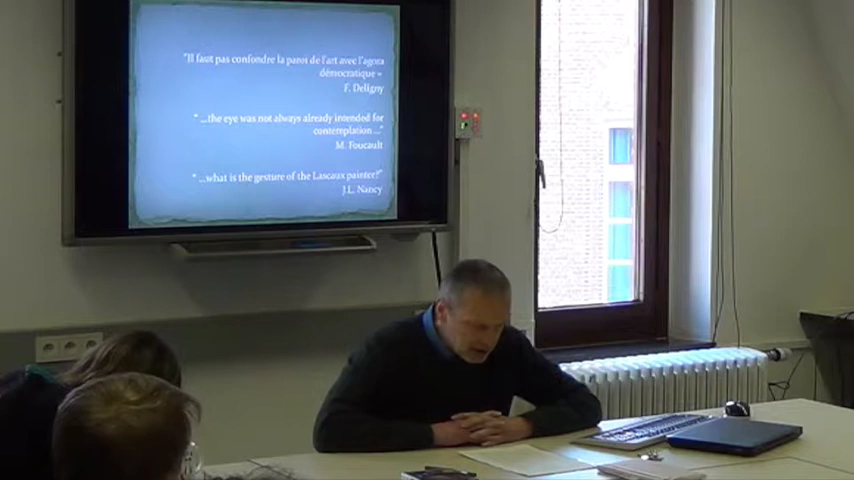 "Il faut pas confondre la paroi de l'art avec l'agora
démocratique »
F. Deligny
" ...the eye was not always already intended for
contemplation ..."
M. Foucault
" ...what is the gesture of the Lascaux painter?"
J.L. Nancy